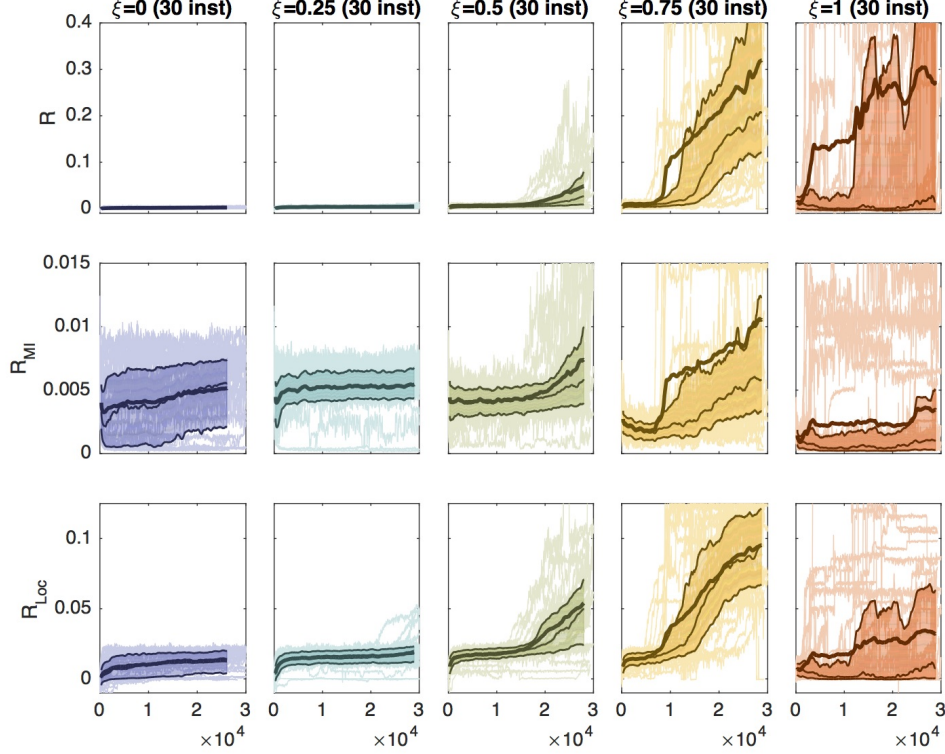 ξ=0 (30 inst)
ξ=0.25 (30 inst)
ξ=0.5 (30 inst)
ξ=0.75 (30 inst)
ξ=1 (30 inst)
0.4
0.3
R
0.2
0.1
0
0.015
0.01
R_MI
0.005
0
0.1
R_Loc
0.05
0
0 1 2 3
0 1 2 3
0 1 2 3
0 1 2 3
0 1 2 3
×10^4
×10^4
×10^4
×10^4
×10^4